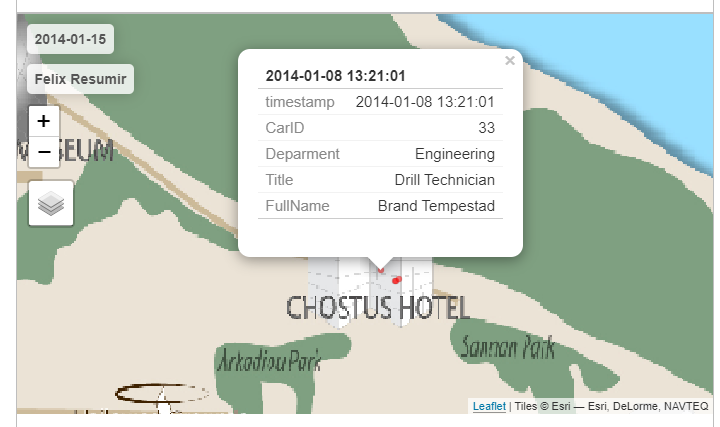 2014-01-15
Felix Resumir
+
−
×
2014-01-08 13:21:01
timestamp 2014-01-08 13:21:01
CarID 33
Deparment Engineering
Title Drill Technician
FullName Brand Tempestad
CHOSTUS HOTEL
Arkadiou Park
Sannan Park
Leaflet | Tiles © Esri — Esri, DeLorme, NAVTEQ